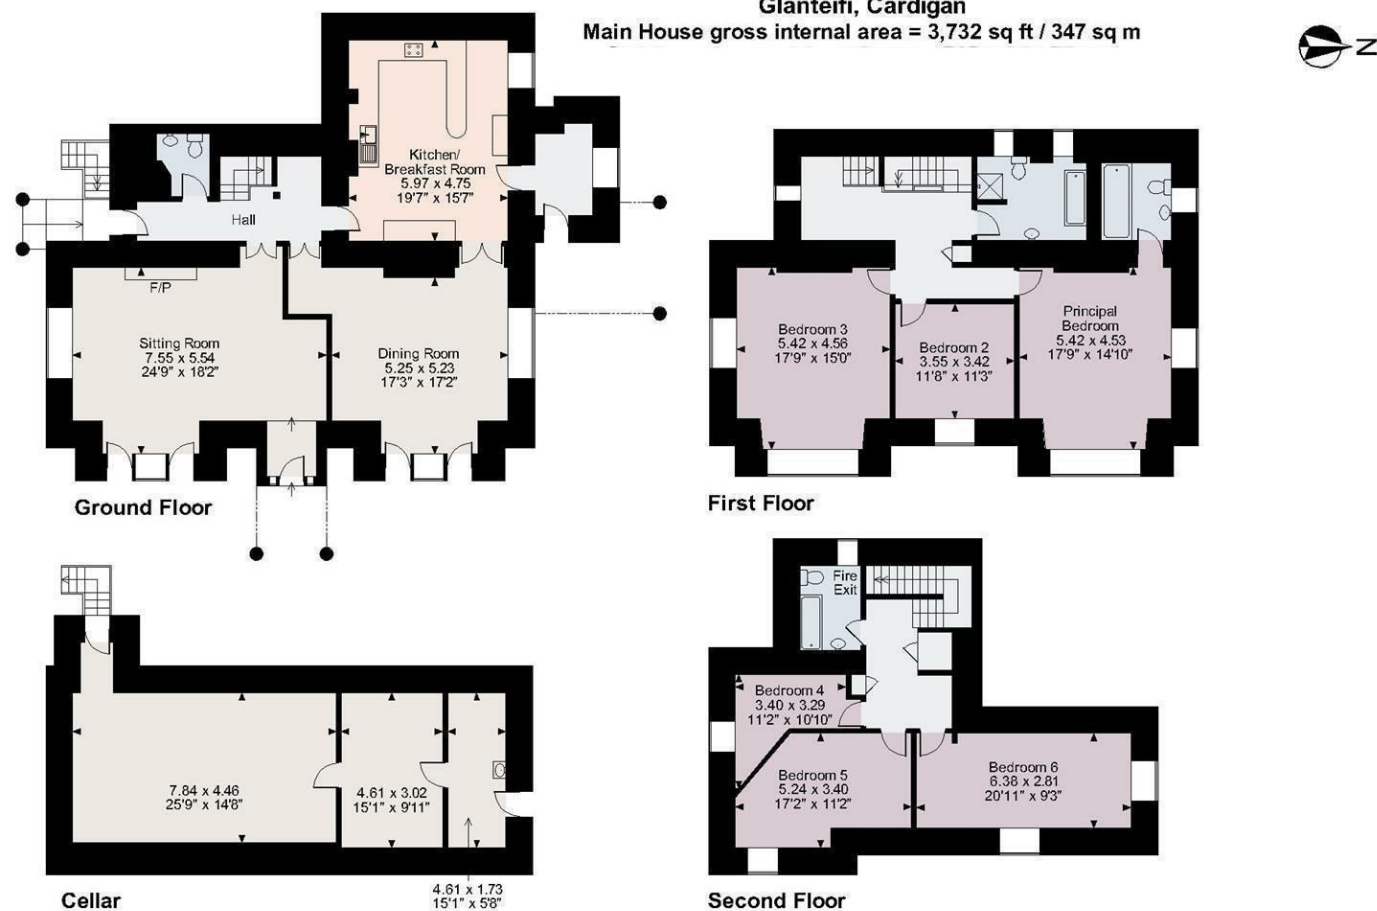 Glanteifi, Cardigan
Main House gross internal area = 3,732 sq ft / 347 sq m
N
Kitchen/
Breakfast Room
5.97 x 4.75
19'7" x 15'7"
Hall
F/P
Sitting Room
7.55 x 5.54
24'9" x 18'2"
Dining Room
5.25 x 5.23
17'3" x 17'2"
Ground Floor
Bedroom 3
5.42 x 4.56
17'9" x 15'0"
Bedroom 2
3.55 x 3.42
11'8" x 11'3"
Principal
Bedroom
5.42 x 4.53
17'9" x 14'10"
First Floor
7.84 x 4.46
25'9" x 14'8"
4.61 x 3.02
15'1" x 9'11"
4.61 x 1.73
15'1" x 5'8"
Cellar
Fire
Exit
Bedroom 4
3.40 x 3.29
11'2" x 10'10"
Bedroom 5
5.24 x 3.40
17'2" x 11'2"
Bedroom 6
6.38 x 2.81
20'11" x 9'3"
Second Floor